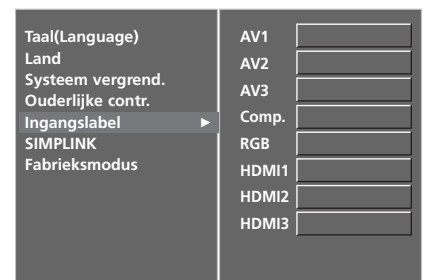 Taal(Language)
Land
Systeem vergrend.
Ouderlijke contr.
Ingangslabel ►
SIMPLINK
Fabrieksmodus
AV1
AV2
AV3
Comp.
RGB
HDMI1
HDMI2
HDMI3